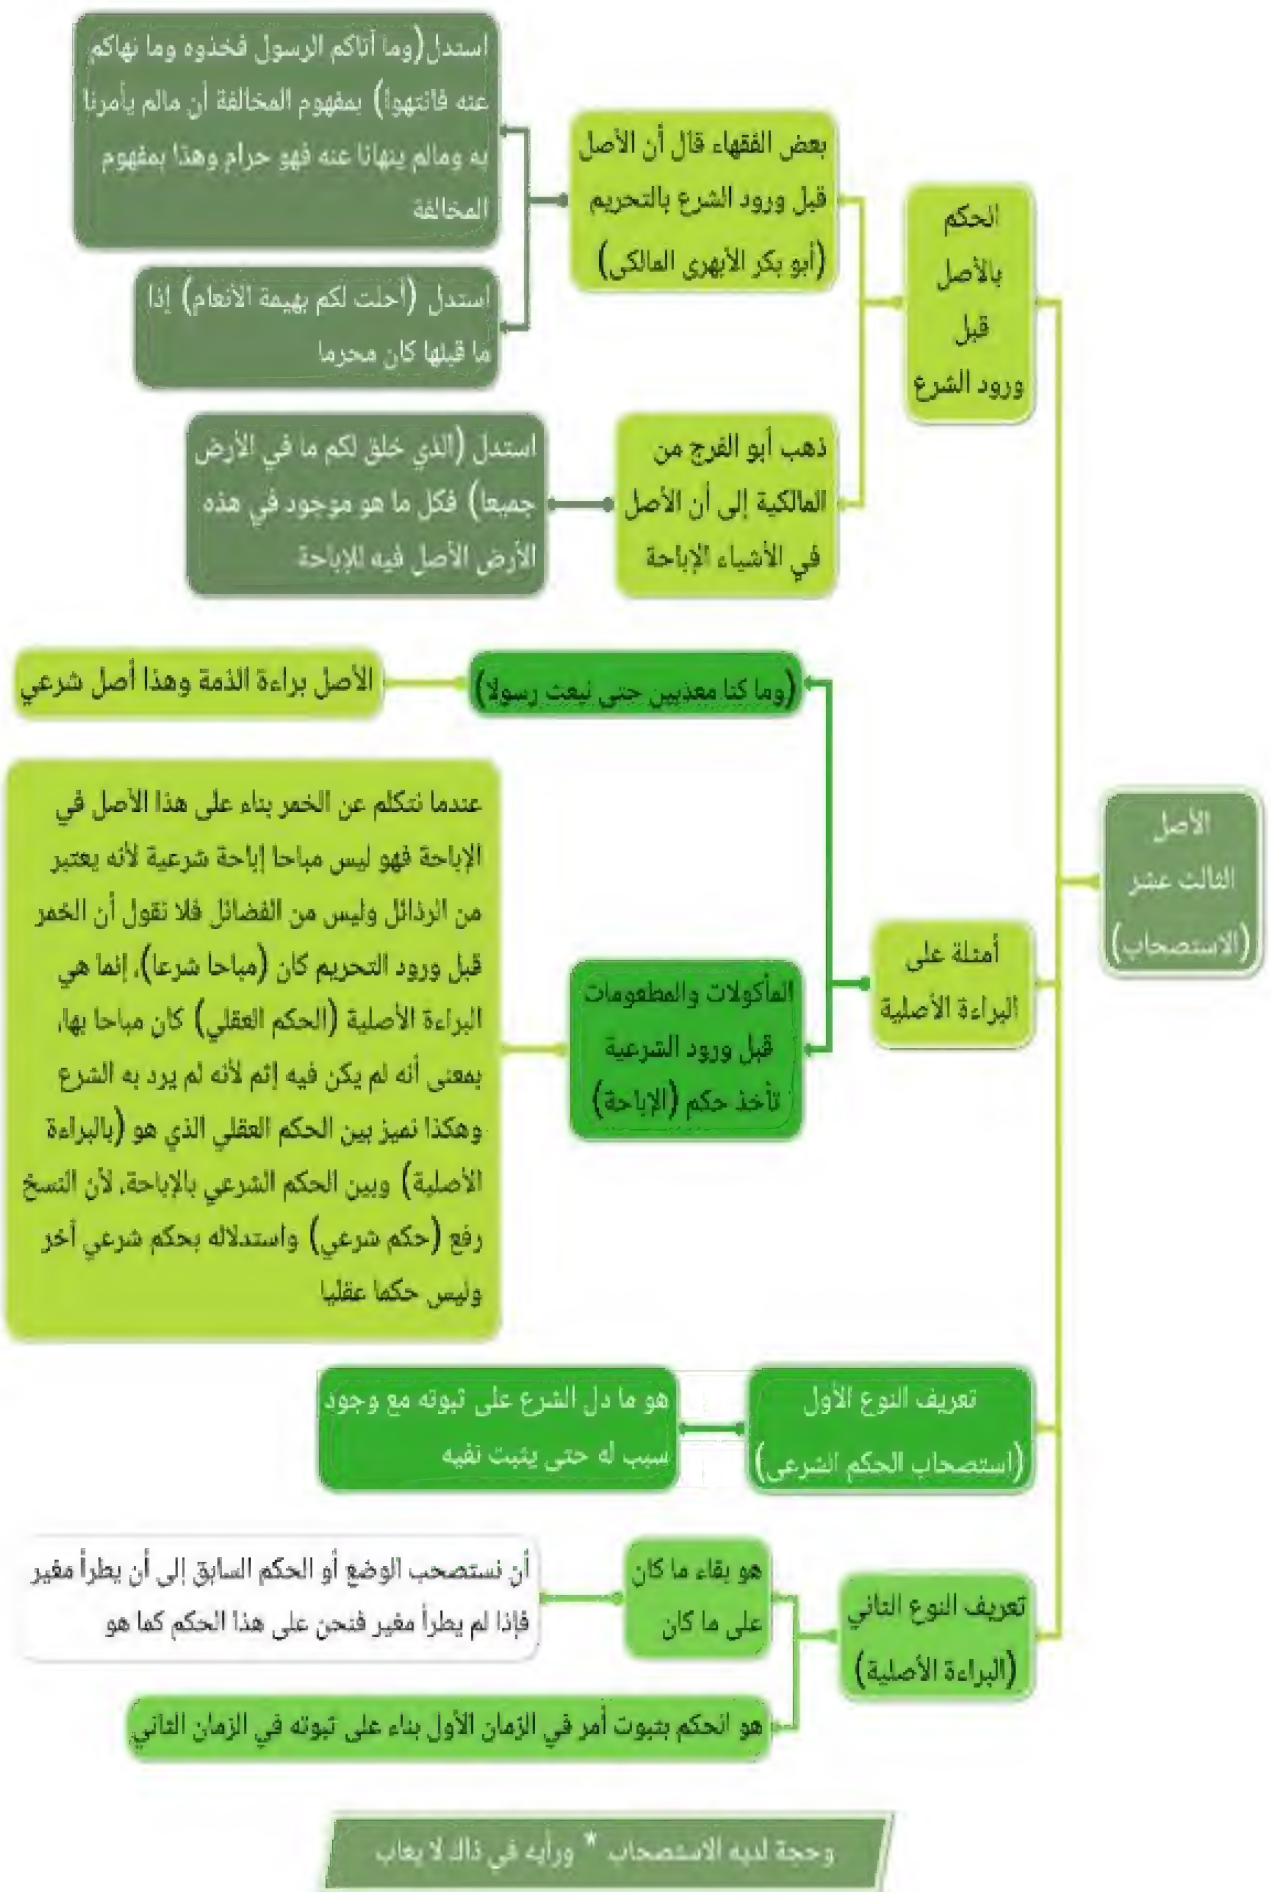 الأصل
الثالث عشر
(الاستصحاب)
الحكم
بالأصل
قبل
ورود الشرع
بعض الفقهاء قال أن الأصل
قبل ورود الشرع بالتحريم
(أبو بكر الأبهري المالكي)
استدل(وما آتاكم الرسول فخذوه وما نهاكم
عنه فانتهوا) بمفهوم المخالفة أن مالم يأمرنا
به ومالم ينهانا عنه فهو حرام وهذا بمفهوم
المخالفة
استدل (أحلت لكم بهيمة الأنعام) إذا
ما قبلها كان محرما
ذهب أبو الفرج من
المالكية إلى أن الأصل
في الأشياء الإباحة
استدل (الذي خلق لكم ما في الأرض
جميعا) فكل ما هو موجود في هذه
الأرض الأصل فيه للإباحة
أمثلة على
البراءة الأصلية
(وما كنا معذبين حتى نبعث رسولا)
الأصل براءة الذمة وهذا أصل شرعي
المأكولات والمطعومات
قبل ورود الشرعية
تأخذ حكم (الإباحة)
عندما نتكلم عن الخمر بناء على هذا الأصل في
الإباحة فهو ليس مباحا إباحة شرعية لأنه يعتبر
من الرذائل وليس من الفضائل فلا نقول أن الخمر
قبل ورود التحريم كان (مباحا شرعا)، إنما هي
البراءة الأصلية (الحكم العقلي) كان مباحا بها،
بمعنى أنه لم يكن فيه إثم لأنه لم يرد به الشرع
وهكذا نميز بين الحكم العقلي الذي هو (بالبراءة
الأصلية) وبين الحكم الشرعي بالإباحة، لأن النسخ
رفع (حكم شرعي) واستدلاله بحكم شرعي آخر
وليس حكما عقليا
تعريف النوع الأول
(استصحاب الحكم الشرعي)
هو ما دل الشرع على ثبوته مع وجود
سبب له حتى يثبت نفيه
تعريف النوع الثاني
(البراءة الأصلية)
هو بقاء ما كان
على ما كان
أن نستصحب الوضع أو الحكم السابق إلى أن يطرأ مغير
فإذا لم يطرأ مغير فنحن على هذا الحكم كما هو
هو الحكم بثبوت أمر في الزمان الأول بناء على ثبوته في الزمان الثاني
وحجة لديه الاستصحاب * ورأيه في ذاك لا يعاب